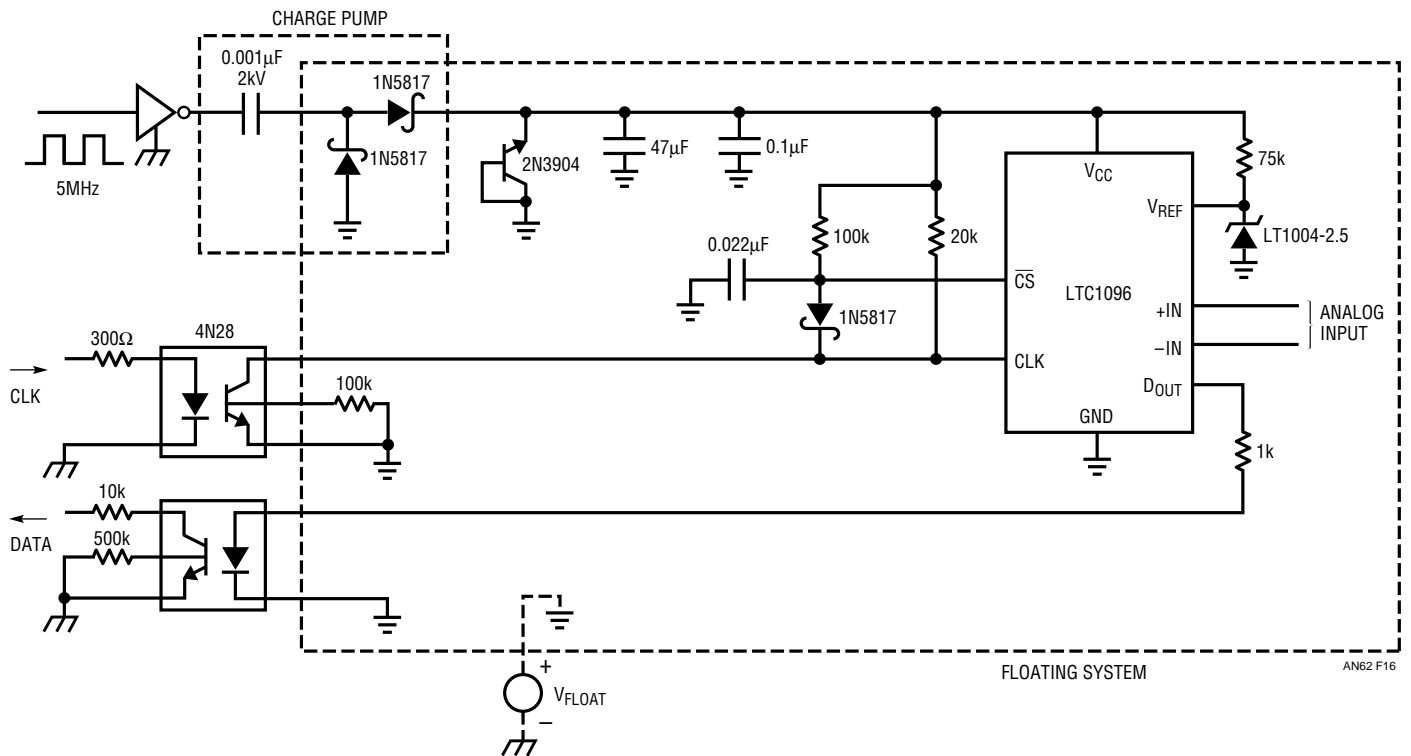 CHARGE PUMP
0.001µF
2kV
1N5817
1N5817
5MHz
2N3904
47µF
0.1µF
75k
V_CC
V_REF
LT1004-2.5
100k
20k
0.022µF
C̅S̅
LTC1096
1N5817
+IN
–IN
ANALOG
INPUT
CLK
D_OUT
GND
1k
300Ω
4N28
CLK
100k
10k
DATA
500k
+
V_FLOAT
–
FLOATING SYSTEM
AN62 F16